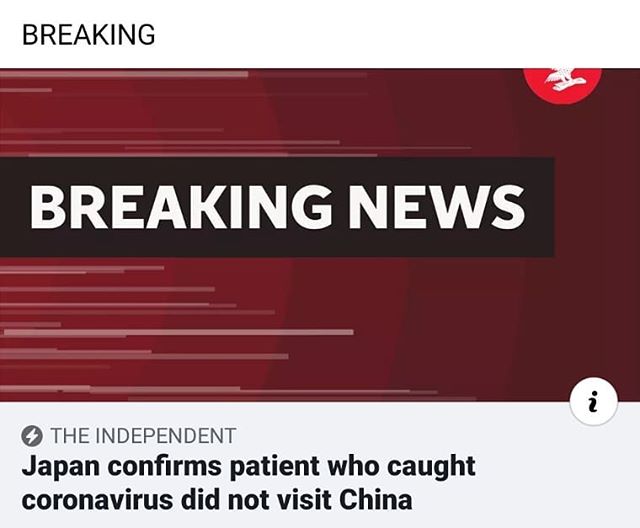 BREAKING
BREAKING NEWS
THE INDEPENDENT
Japan confirms patient who caught
coronavirus did not visit China